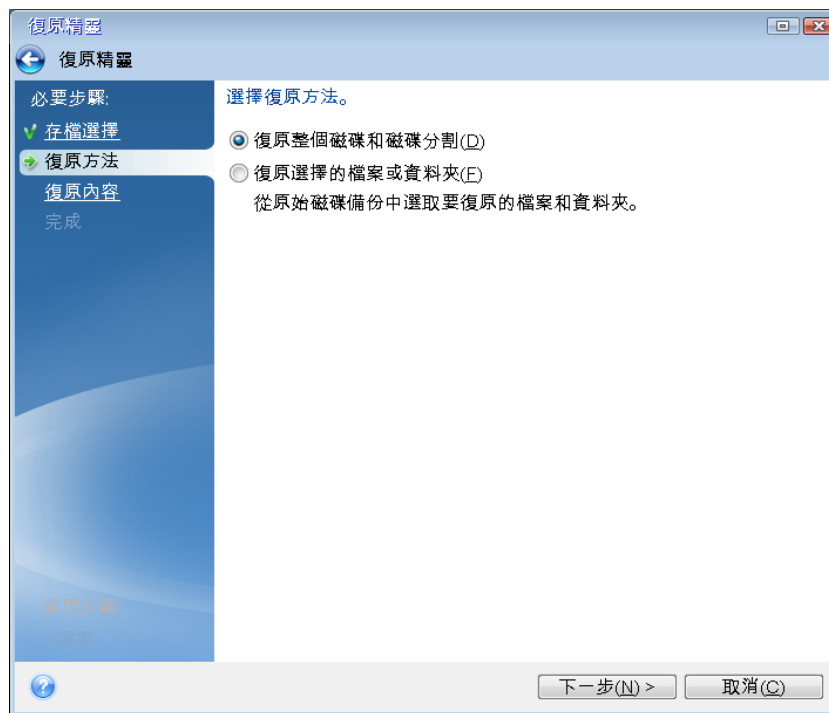 復原精靈
復原精靈
必要步驟:
存檔選擇
復原方法
復原內容
完成
選擇復原方法。
復原整個磁碟和磁碟分割(D)
復原選擇的檔案或資料夾(F)
從原始磁碟備份中選取要復原的檔案和資料夾。
選項
下一步(N) >
取消(C)